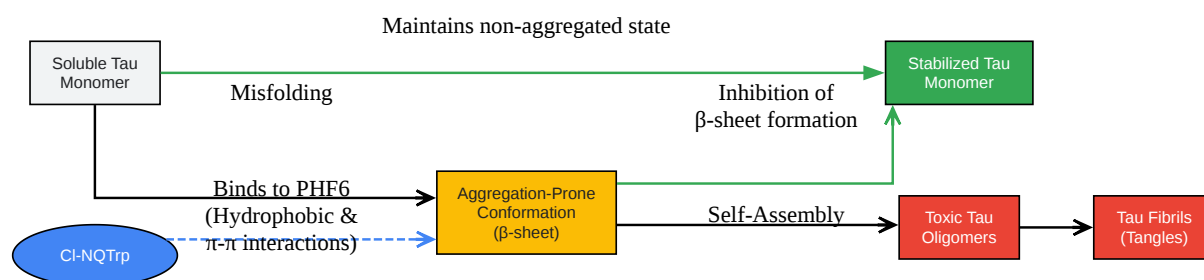 Maintains non-aggregated state
Soluble Tau
Monomer
Stabilized Tau
Monomer
Misfolding
Inhibition of
β-sheet formation
Binds to PHF6
(Hydrophobic &
π-π interactions)
Aggregation-Prone
Conformation
(β-sheet)
Self-Assembly
Toxic Tau
Oligomers
Tau Fibrils
(Tangles)
Cl-NQTrp